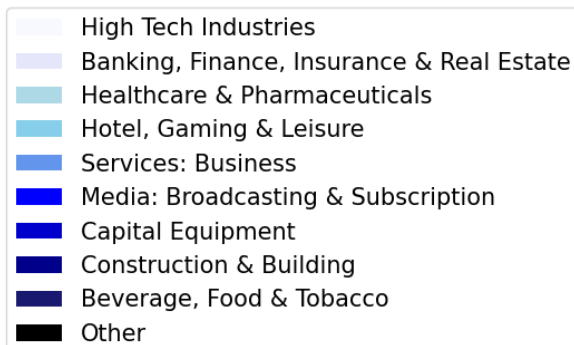 High Tech Industries
Banking, Finance, Insurance & Real Estate
Healthcare & Pharmaceuticals
Hotel, Gaming & Leisure
Services: Business
Media: Broadcasting & Subscription
Capital Equipment
Construction & Building
Beverage, Food & Tobacco
Other